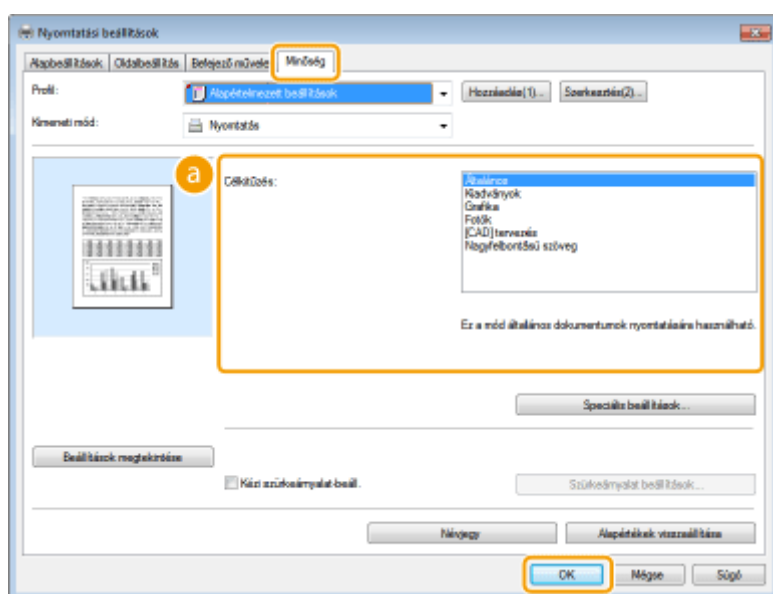 Nyomtatási beállítások
Alapbeállítások Oldalbeállítás Befejező művele Minőség
Profil: Alapértelmezett beállítások Hozzáadás(1)... Szerkesztés(2)...
Kimeneti mód: Nyomtatás
a
Célkitűzés: Általános
Kiadványok
Grafika
Fotók
[CAD] tervezés
Nagyfelbontású szöveg
Ez a mód általános dokumentumok nyomtatására használható.
Speciális beállítások...
Beállítások megtekintése
Kézi szürkeárnyalat-beáll.
Szürkeárnyalat beállítások...
Névjegy Alapértékek visszaállítása
OK Mégse Súgó